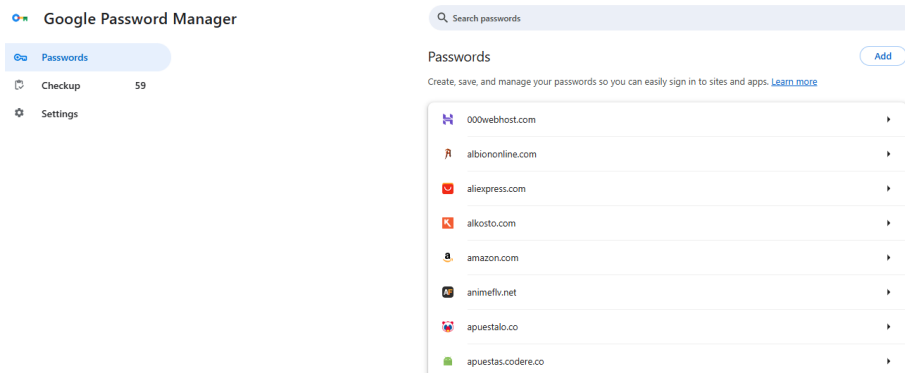 Google Password Manager
Search passwords
Passwords
Checkup 59
Settings
Passwords
Add
Create, save, and manage your passwords so you can easily sign in to sites and apps. Learn more
000webhost.com
albiononline.com
aliexpress.com
alkosto.com
a amazon.com
AF animeflv.net
apuestalo.co
apuestas.codere.co